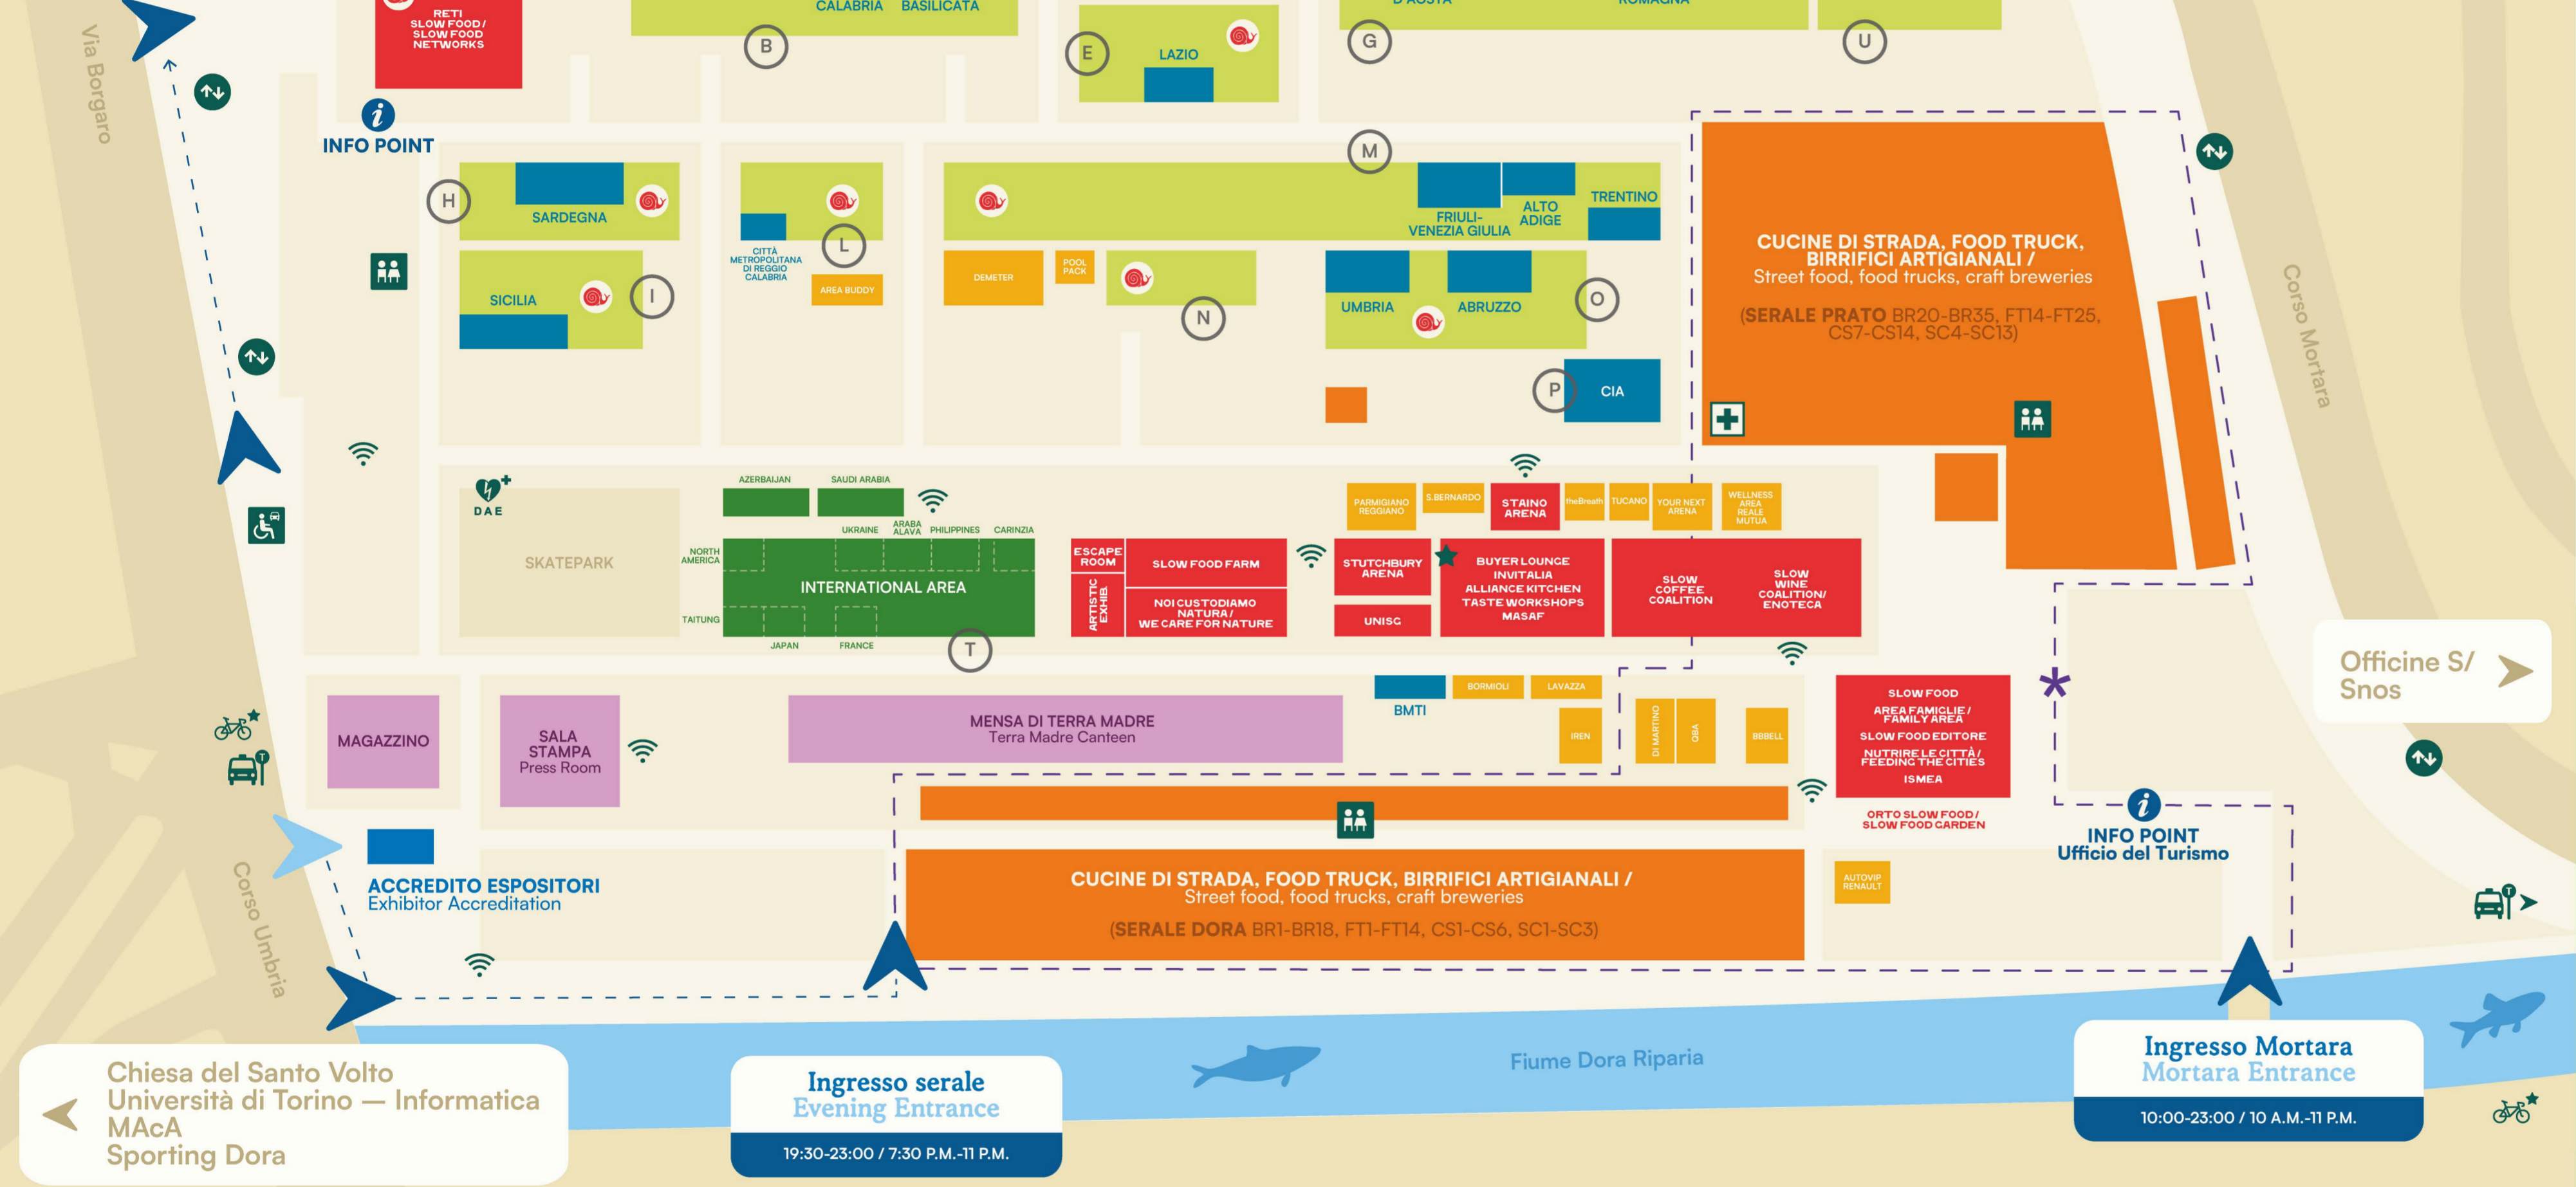 RETI
SLOW FOOD/
SLOW FOOD
NETWORKS
CALABRIA
BASILICATA
B
E
LAZIO
G
ROMAGNA
U
Via Borgaro
i
INFO POINT
H
SARDEGNA
SICILIA
I
CITTÀ
METROPOLITANA
DI REGGIO
CALABRIA
L
AREA BUDDY
M
FRIULI-
VENEZIA GIULIA
ALTO
ADIGE
TRENTINO
DEMETER
POOL
PACK
N
UMBRIA
ABRUZZO
O
P
CIA
CUCINE DI STRADA, FOOD TRUCK,
BIRRIFICI ARTIGIANALI /
Street food, food trucks, craft breweries
(SERALE PRATO BR20-BR35, FT14-FT25,
CS7-CS14, SC4-SC13)
Corso Mortara
DAE
SKATEPARK
AZERBAIJAN
SAUDI ARABIA
UKRAINE
ARABA
ALAVA
PHILIPPINES
CARINZIA
NORTH
AMERICA
INTERNATIONAL AREA
TAITUNG
JAPAN
FRANCE
T
ESCAPE
ROOM
ARTISTIC
EXHIB.
SLOW FOOD FARM
NOI CUSTODIAMO
NATURA/
WE CARE FOR NATURE
PARMIGIANO
REGGIANO
S.BERNARDO
STAINO
ARENA
theBreath
TUCANO
YOUR NEXT
ARENA
WELLNESS
AREA
REALE
MUTUA
STUTCHBURY
ARENA
UNISG
BUYER LOUNGE
INVITALIA
ALLIANCE KITCHEN
TASTE WORKSHOPS
MASAF
SLOW
COFFEE
COALITION
SLOW
WINE
COALITION/
ENOTECA
Officine S/
Snos
MAGAZZINO
SALA
STAMPA
Press Room
MENSA DI TERRA MADRE
Terra Madre Canteen
BMTI
BORMIOLI
LAVAZZA
IREN
DI MARTINO
QBA
BBBELL
SLOW FOOD
AREA FAMIGLIE/
FAMILY AREA
SLOW FOOD EDITORE
NUTRIRE LE CITTÀ/
FEEDING THE CITIES
ISMEA
ORTO SLOW FOOD/
SLOW FOOD GARDEN
*
i
INFO POINT
Ufficio del Turismo
T
T
ACCREDITO ESPOSITORI
Exhibitor Accreditation
Corso Umbria
CUCINE DI STRADA, FOOD TRUCK, BIRRIFICI ARTIGIANALI /
Street food, food trucks, craft breweries
(SERALE DORA BR1-BR18, FT1-FT14, CS1-CS6, SC1-SC3)
AUTOVIP
RENAULT
Chiesa del Santo Volto
Università di Torino — Informatica
MAcA
Sporting Dora
Ingresso serale
Evening Entrance
19:30-23:00 / 7:30 P.M.-11 P.M.
Fiume Dora Riparia
Ingresso Mortara
Mortara Entrance
10:00-23:00 / 10 A.M.-11 P.M.